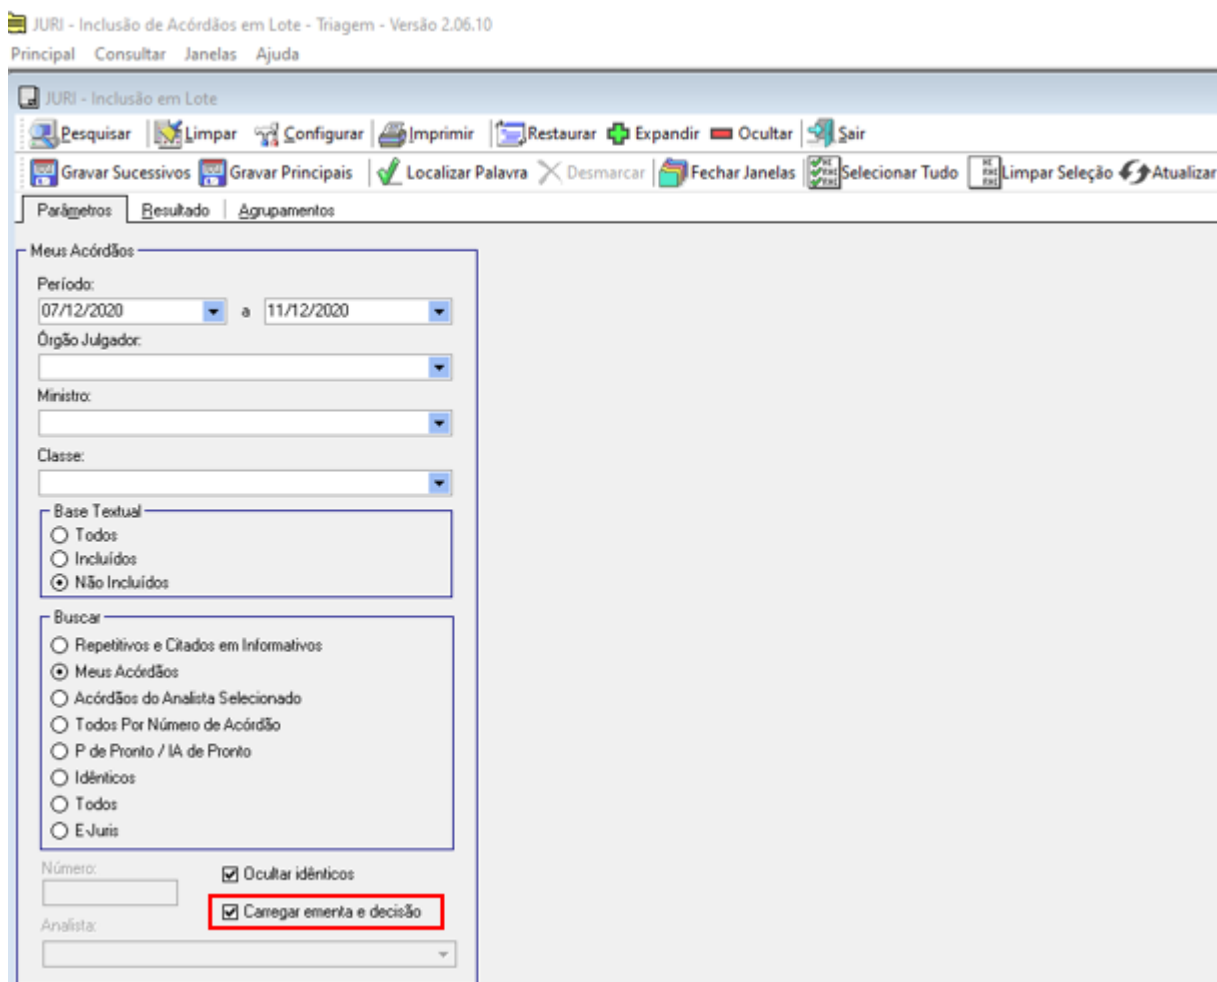 JURI - Inclusão de Acórdãos em Lote - Triagem - Versão 2.06.10
Principal Consultar Janelas Ajuda
JURI - Inclusão em Lote
Pesquisar Limpar Configurar Imprimir Restaurar Expandir Ocultar Sair
Gravar Sucessivos Gravar Principais Localizar Palavra Desmarcar Fechar Janelas Selecionar Tudo Limpar Seleção Atualizar
Parâmetros Resultado Agrupamentos
Meus Acórdãos
Período:
07/12/2020 a 11/12/2020
Órgão Julgador:
Ministro:
Classe:
Base Textual
Todos
Incluídos
Não Incluídos
Buscar
Repetitivos e Citados em Informativos
Meus Acórdãos
Acórdãos do Analista Selecionado
Todos Por Número de Acórdão
P de Pronto / IA de Pronto
Idênticos
Todos
E-Juris
Número:
Ocultar idênticos
Carregar ementa e decisão
Analista: